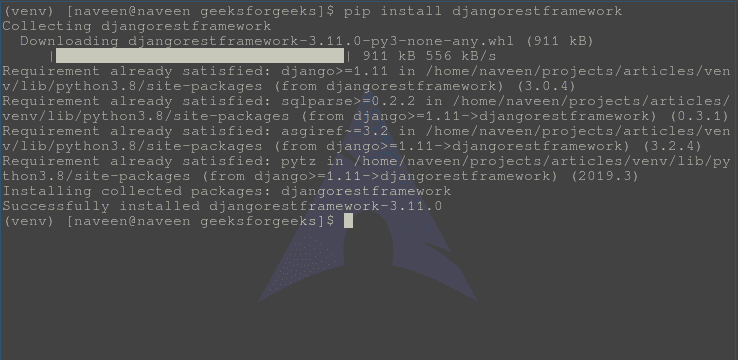 (venv) [naveen@naveen geeksforgeeks]$ pip install djangorestframework
Collecting djangorestframework
  Downloading djangorestframework-3.11.0-py3-none-any.whl (911 kB)
     |████████████████████████████████| 911 kB 556 kB/s
Requirement already satisfied: django>=1.11 in /home/naveen/projects/articles/ven
v/lib/python3.8/site-packages (from djangorestframework) (3.0.4)
Requirement already satisfied: sqlparse>=0.2.2 in /home/naveen/projects/articles/
venv/lib/python3.8/site-packages (from django>=1.11->djangorestframework) (0.3.1)
Requirement already satisfied: asgiref~=3.2 in /home/naveen/projects/articles/ven
v/lib/python3.8/site-packages (from django>=1.11->djangorestframework) (3.2.4)
Requirement already satisfied: pytz in /home/naveen/projects/articles/venv/lib/py
thon3.8/site-packages (from django>=1.11->djangorestframework) (2019.3)
Installing collected packages: djangorestframework
Successfully installed djangorestframework-3.11.0
(venv) [naveen@naveen geeksforgeeks]$